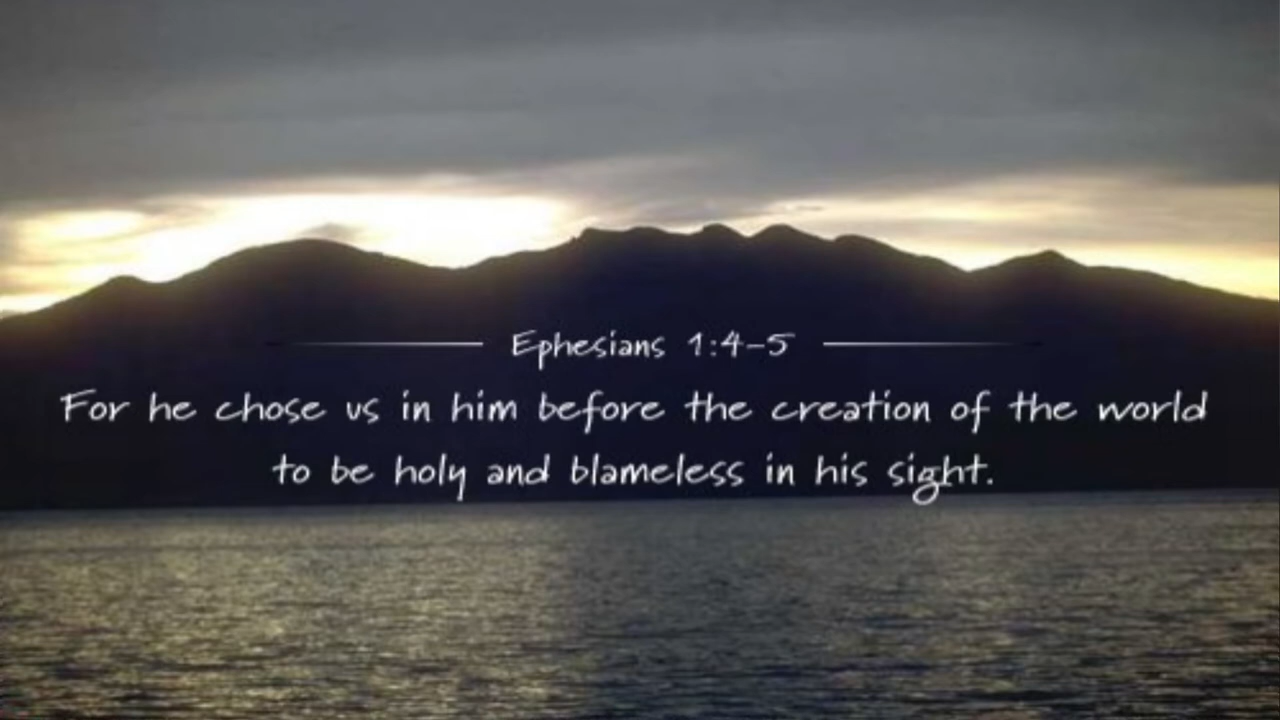 Ephesians 1:4-5
For he chose us in him before the creation of the world
to be holy and blameless in his sight.